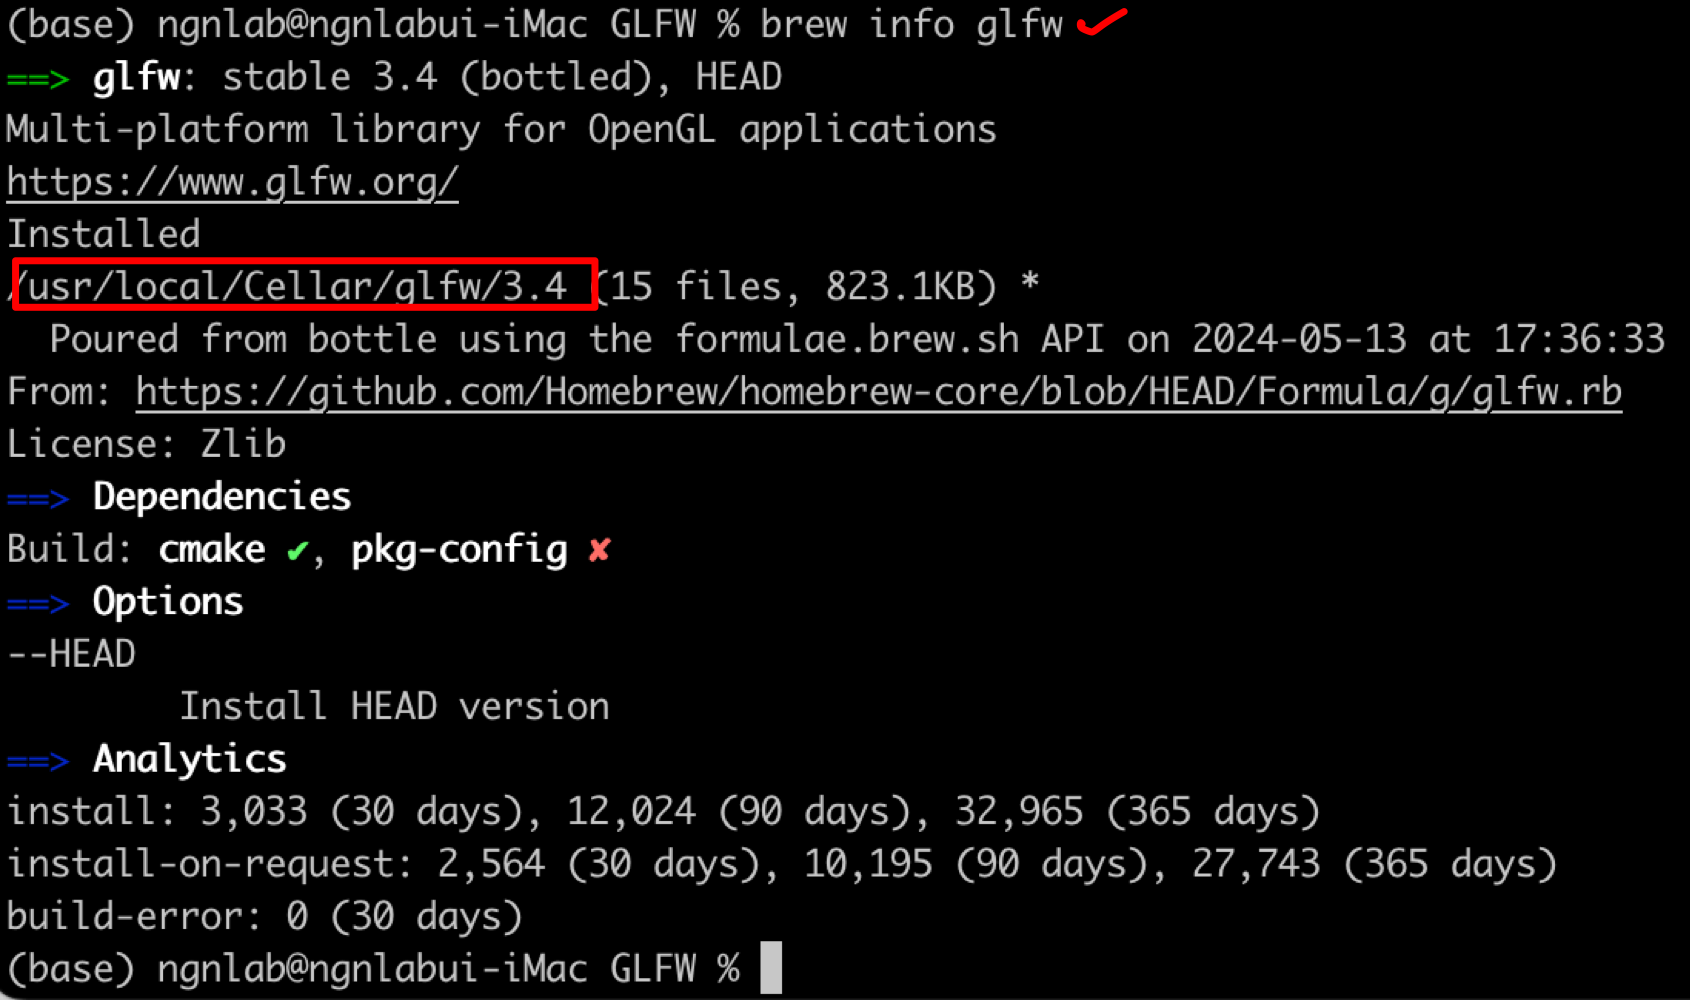 (base) ngnlab@ngnlabui-iMac GLFW % brew info glfw
==> glfw: stable 3.4 (bottled), HEAD
Multi-platform library for OpenGL applications
https://www.glfw.org/
Installed
/usr/local/Cellar/glfw/3.4 (15 files, 823.1KB) *
  Poured from bottle using the formulae.brew.sh API on 2024-05-13 at 17:36:33
From: https://github.com/Homebrew/homebrew-core/blob/HEAD/Formula/g/glfw.rb
License: Zlib
==> Dependencies
Build: cmake ✔, pkg-config ✘
==> Options
--HEAD
        Install HEAD version
==> Analytics
install: 3,033 (30 days), 12,024 (90 days), 32,965 (365 days)
install-on-request: 2,564 (30 days), 10,195 (90 days), 27,743 (365 days)
build-error: 0 (30 days)
(base) ngnlab@ngnlabui-iMac GLFW %